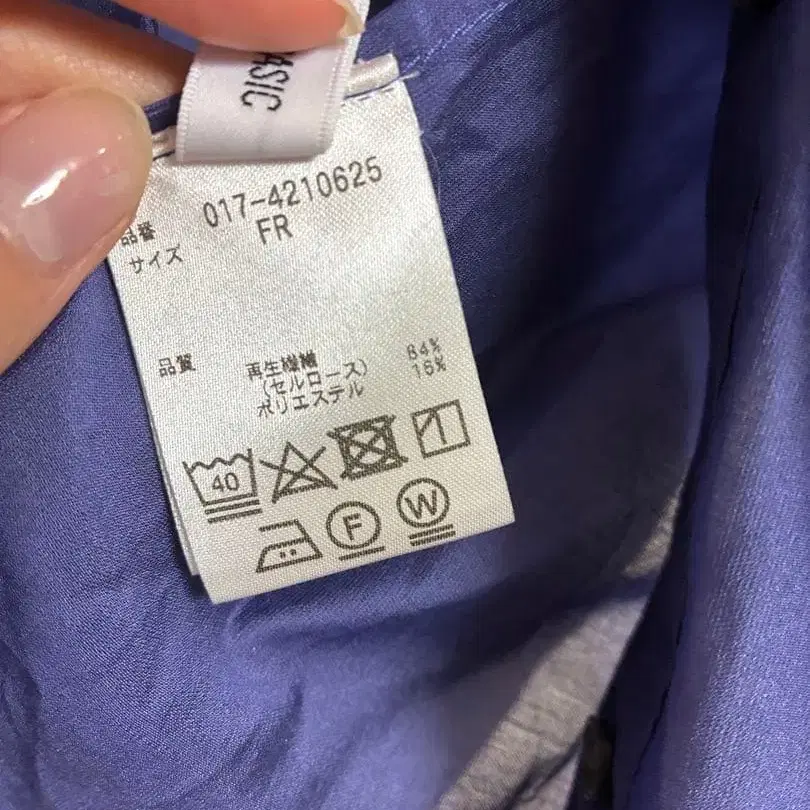 BASIC
品番 017-4210625
サイズ FR
品質 再生繊維 84%
(セルロース) 16%
ポリエステル
40
F W